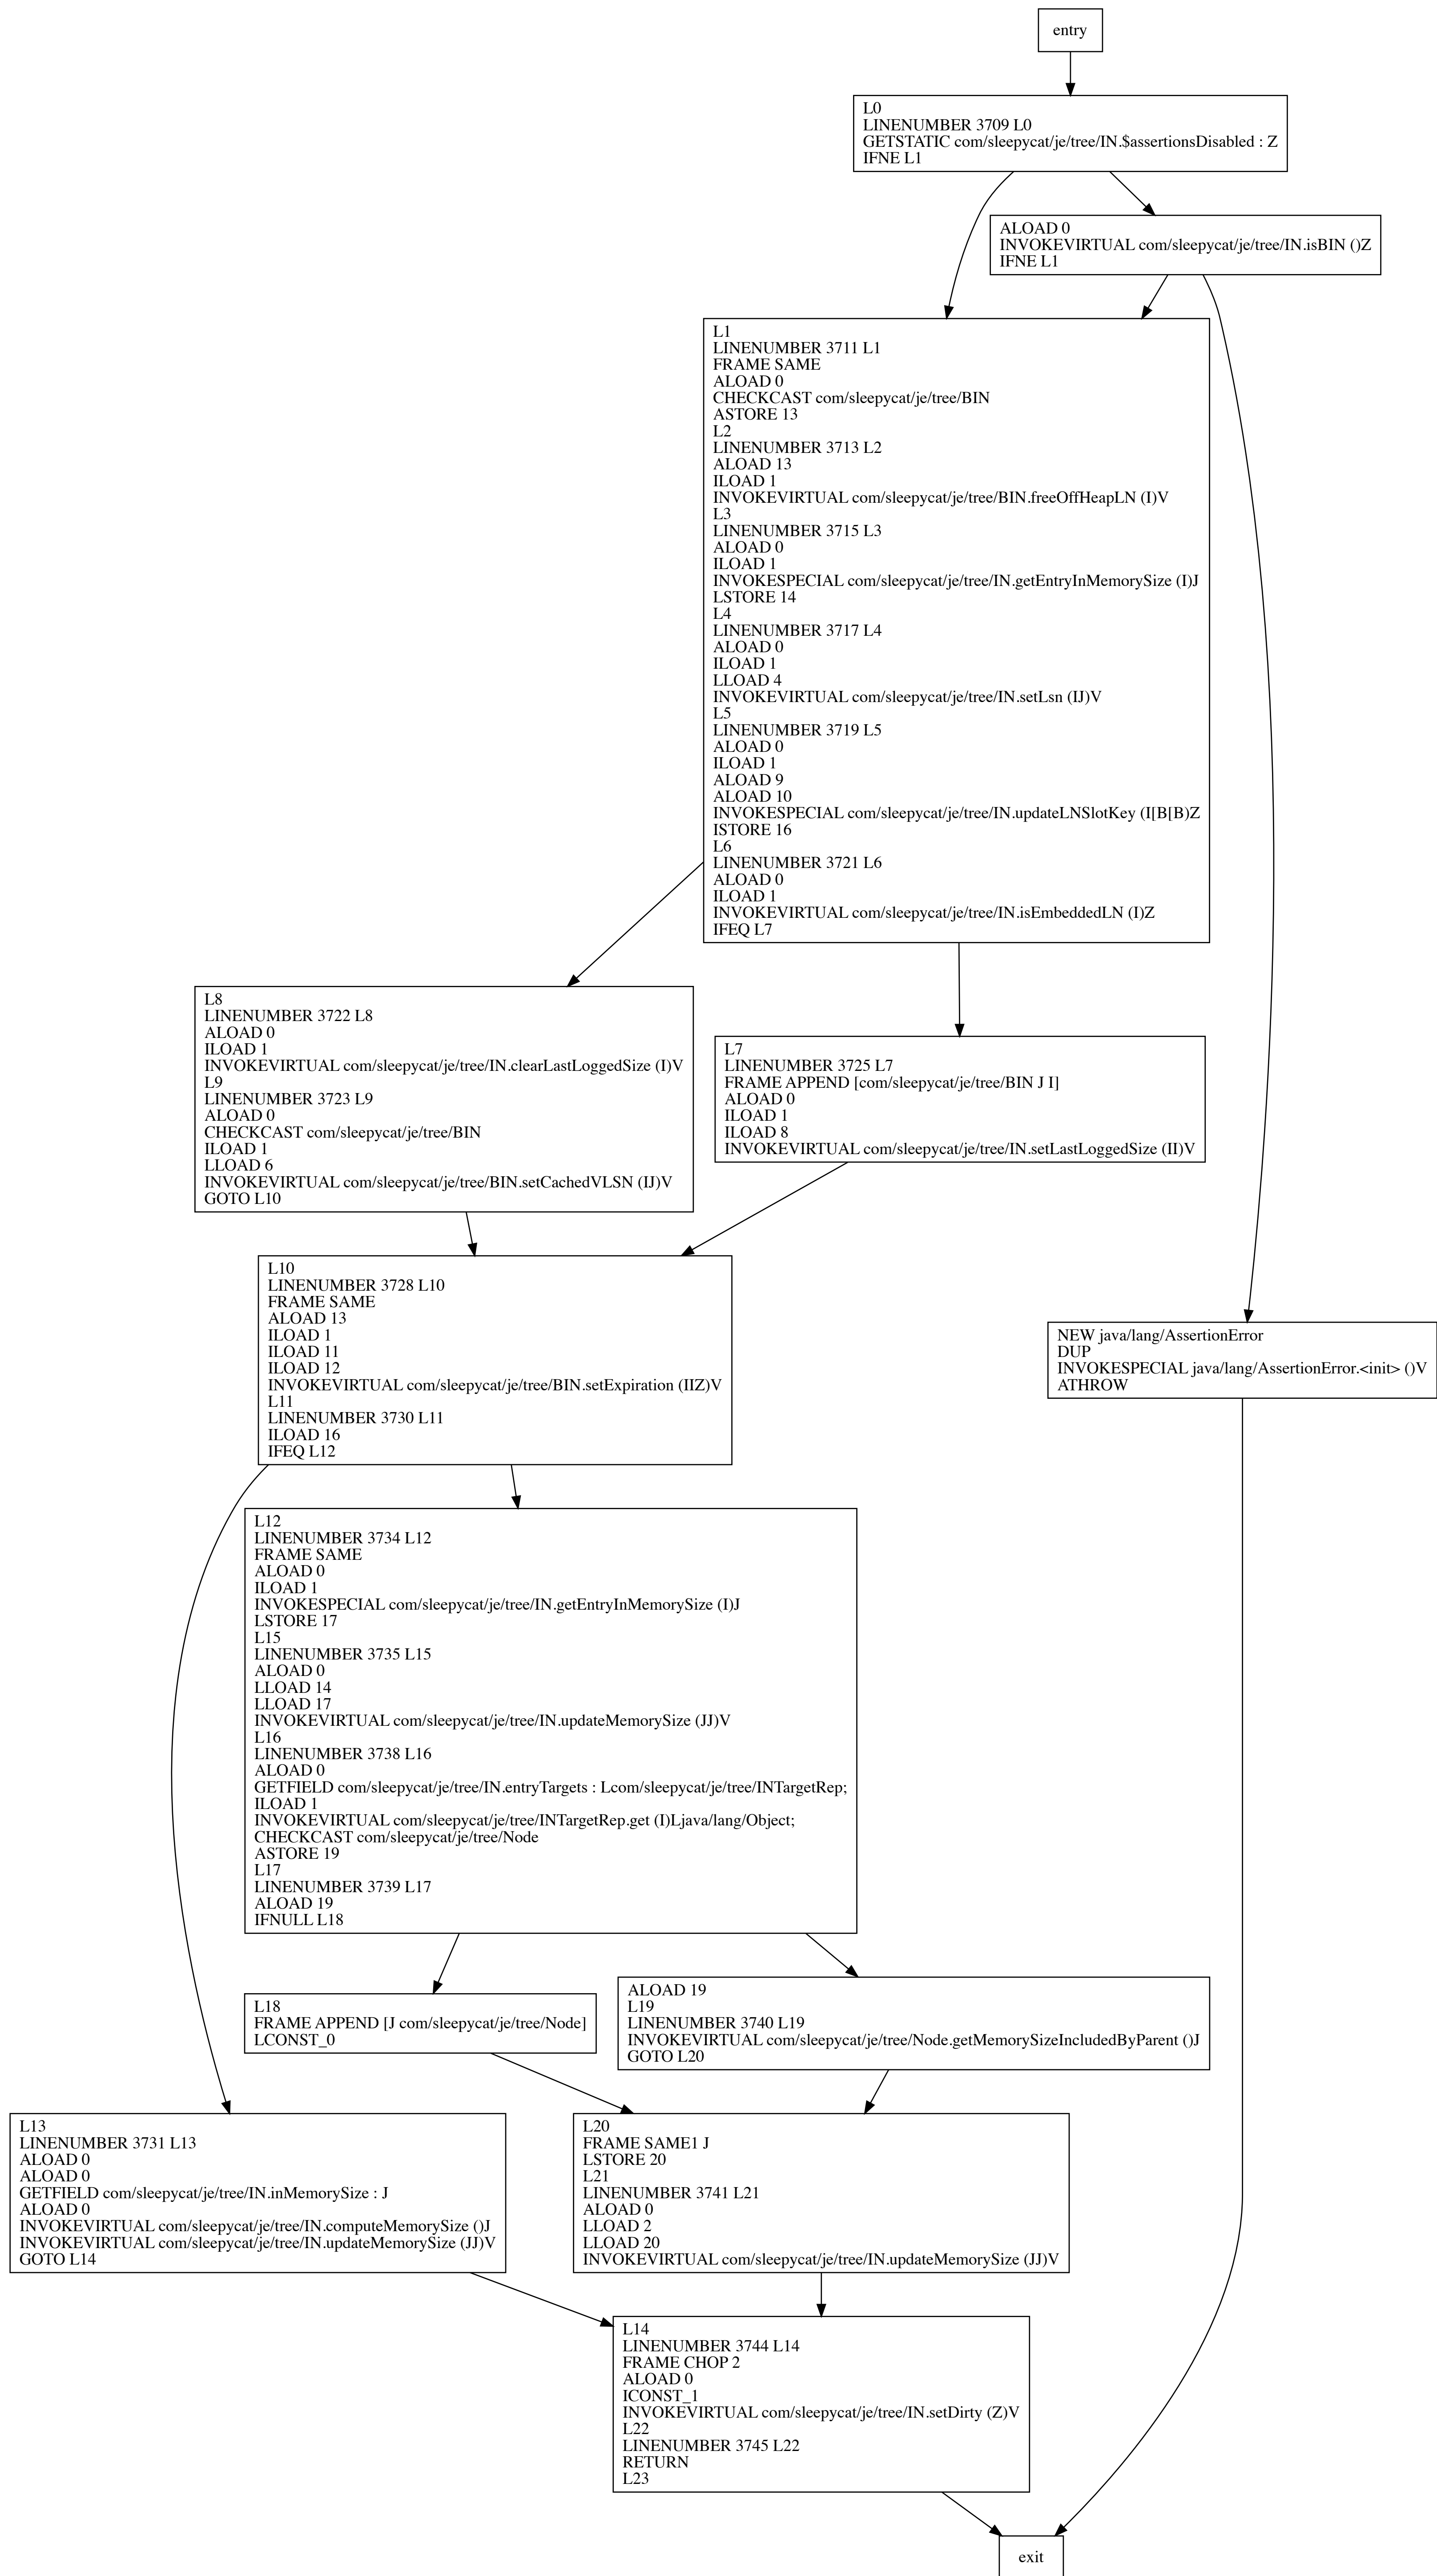 entry
L0
LINENUMBER 3709 L0
GETSTATIC com/sleepycat/je/tree/IN.$assertionsDisabled : Z
IFNE L1
ALOAD 0
INVOKEVIRTUAL com/sleepycat/je/tree/IN.isBIN ()Z
IFNE L1
L1
LINENUMBER 3711 L1
FRAME SAME
ALOAD 0
CHECKCAST com/sleepycat/je/tree/BIN
ASTORE 13
L2
LINENUMBER 3713 L2
ALOAD 13
ILOAD 1
INVOKEVIRTUAL com/sleepycat/je/tree/BIN.freeOffHeapLN (I)V
L3
LINENUMBER 3715 L3
ALOAD 0
ILOAD 1
INVOKESPECIAL com/sleepycat/je/tree/IN.getEntryInMemorySize (I)J
LSTORE 14
L4
LINENUMBER 3717 L4
ALOAD 0
ILOAD 1
LLOAD 4
INVOKEVIRTUAL com/sleepycat/je/tree/IN.setLsn (IJ)V
L5
LINENUMBER 3719 L5
ALOAD 0
ILOAD 1
ALOAD 9
ALOAD 10
INVOKESPECIAL com/sleepycat/je/tree/IN.updateLNSlotKey (I[B[B)Z
ISTORE 16
L6
LINENUMBER 3721 L6
ALOAD 0
ILOAD 1
INVOKEVIRTUAL com/sleepycat/je/tree/IN.isEmbeddedLN (I)Z
IFEQ L7
L8
LINENUMBER 3722 L8
ALOAD 0
ILOAD 1
INVOKEVIRTUAL com/sleepycat/je/tree/IN.clearLastLoggedSize (I)V
L9
LINENUMBER 3723 L9
ALOAD 0
CHECKCAST com/sleepycat/je/tree/BIN
ILOAD 1
LLOAD 6
INVOKEVIRTUAL com/sleepycat/je/tree/BIN.setCachedVLSN (IJ)V
GOTO L10
L7
LINENUMBER 3725 L7
FRAME APPEND [com/sleepycat/je/tree/BIN J I]
ALOAD 0
ILOAD 1
ILOAD 8
INVOKEVIRTUAL com/sleepycat/je/tree/IN.setLastLoggedSize (II)V
L10
LINENUMBER 3728 L10
FRAME SAME
ALOAD 13
ILOAD 1
ILOAD 11
ILOAD 12
INVOKEVIRTUAL com/sleepycat/je/tree/BIN.setExpiration (IIZ)V
L11
LINENUMBER 3730 L11
ILOAD 16
IFEQ L12
NEW java/lang/AssertionError
DUP
INVOKESPECIAL java/lang/AssertionError.<init> ()V
ATHROW
L12
LINENUMBER 3734 L12
FRAME SAME
ALOAD 0
ILOAD 1
INVOKESPECIAL com/sleepycat/je/tree/IN.getEntryInMemorySize (I)J
LSTORE 17
L15
LINENUMBER 3735 L15
ALOAD 0
LLOAD 14
LLOAD 17
INVOKEVIRTUAL com/sleepycat/je/tree/IN.updateMemorySize (JJ)V
L16
LINENUMBER 3738 L16
ALOAD 0
GETFIELD com/sleepycat/je/tree/IN.entryTargets : Lcom/sleepycat/je/tree/INTargetRep;
ILOAD 1
INVOKEVIRTUAL com/sleepycat/je/tree/INTargetRep.get (I)Ljava/lang/Object;
CHECKCAST com/sleepycat/je/tree/Node
ASTORE 19
L17
LINENUMBER 3739 L17
ALOAD 19
IFNULL L18
L18
FRAME APPEND [J com/sleepycat/je/tree/Node]
LCONST_0
ALOAD 19
L19
LINENUMBER 3740 L19
INVOKEVIRTUAL com/sleepycat/je/tree/Node.getMemorySizeIncludedByParent ()J
GOTO L20
L13
LINENUMBER 3731 L13
ALOAD 0
ALOAD 0
GETFIELD com/sleepycat/je/tree/IN.inMemorySize : J
ALOAD 0
INVOKEVIRTUAL com/sleepycat/je/tree/IN.computeMemorySize ()J
INVOKEVIRTUAL com/sleepycat/je/tree/IN.updateMemorySize (JJ)V
GOTO L14
L20
FRAME SAME1 J
LSTORE 20
L21
LINENUMBER 3741 L21
ALOAD 0
LLOAD 2
LLOAD 20
INVOKEVIRTUAL com/sleepycat/je/tree/IN.updateMemorySize (JJ)V
L14
LINENUMBER 3744 L14
FRAME CHOP 2
ALOAD 0
ICONST_1
INVOKEVIRTUAL com/sleepycat/je/tree/IN.setDirty (Z)V
L22
LINENUMBER 3745 L22
RETURN
L23
exit